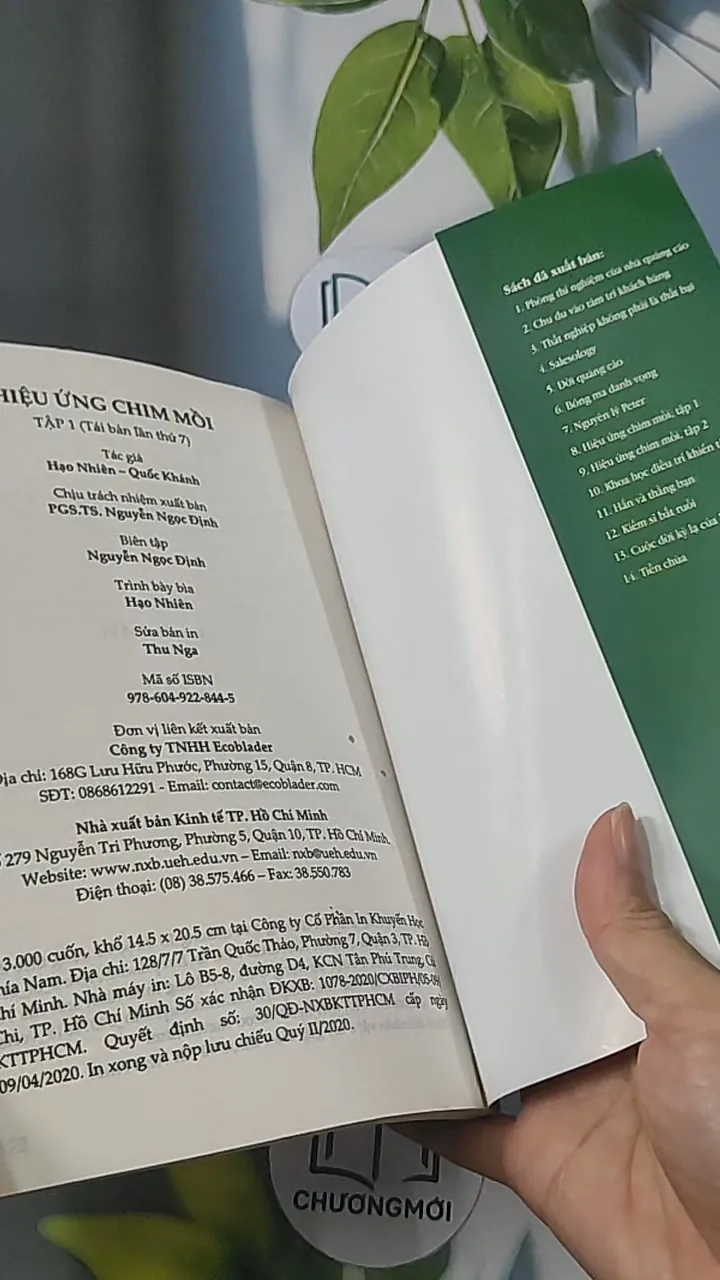 HIỆU ỨNG CHIM MỒI
TẬP 1 (Tái bản lần thứ 7)
Tác giả
Hạo Nhiên – Quốc Khánh
Chịu trách nhiệm xuất bản
PGS.TS. Nguyễn Ngọc Định
Biên tập
Nguyễn Ngọc Định
Trình bày bìa
Hạo Nhiên
Sửa bản in
Thu Nga
Mã số ISBN
978-604-922-844-5
Đơn vị liên kết xuất bản
Công ty TNHH Ecoblader
Địa chỉ: 168G Lưu Hữu Phước, Phường 15, Quận 8, TP. HCM
SĐT: 0868612291 - Email: contact@ecoblader.com
Nhà xuất bản Kinh tế TP. Hồ Chí Minh
279 Nguyễn Tri Phương, Phường 5, Quận 10, TP. Hồ Chí Minh
Website: www.nxb.ueh.edu.vn – Email: nxb@ueh.edu.vn
Điện thoại: (08) 38.575.466 – Fax: 38.550.783
3.000 cuốn, khổ 14.5 x 20.5 cm tại Công ty Cổ Phần In Khuyến Học
phía Nam. Địa chỉ: 128/7/7 Trần Quốc Thảo, Phường 7, Quận 3, TP. Hồ
Chí Minh. Nhà máy in: Lô B5-8, đường D4, KCN Tân Phú Trung, Củ
Chi, TP. Hồ Chí Minh Số xác nhận ĐKXB: 1078-2020/CXBIPH/05-09/
KTTPHCM. Quyết định số: 30/QĐ-NXBKTTPHCM cấp ngày
09/04/2020. In xong và nộp lưu chiểu Quý II/2020.
Sách đã xuất bản:
1. Phòng thí nghiệm của nhà quảng cáo
2. Chu du vào tâm trí khách hàng
3. Thất nghiệp không phải là thất bại
4. Salesology
5. Đời quảng cáo
6. Bóng ma danh vọng
7. Nguyên lý Peter
8. Hiệu ứng chim mồi, tập 1
9. Hiệu ứng chim mồi, tập 2
10. Khoa học điều trị khiến
11. Hắn và thằng bạn
12. Kiếm sĩ bắt ruồi
13. Cuộc đời kỳ lạ của
14. Tiền chùa
CHƯƠNGMỚI